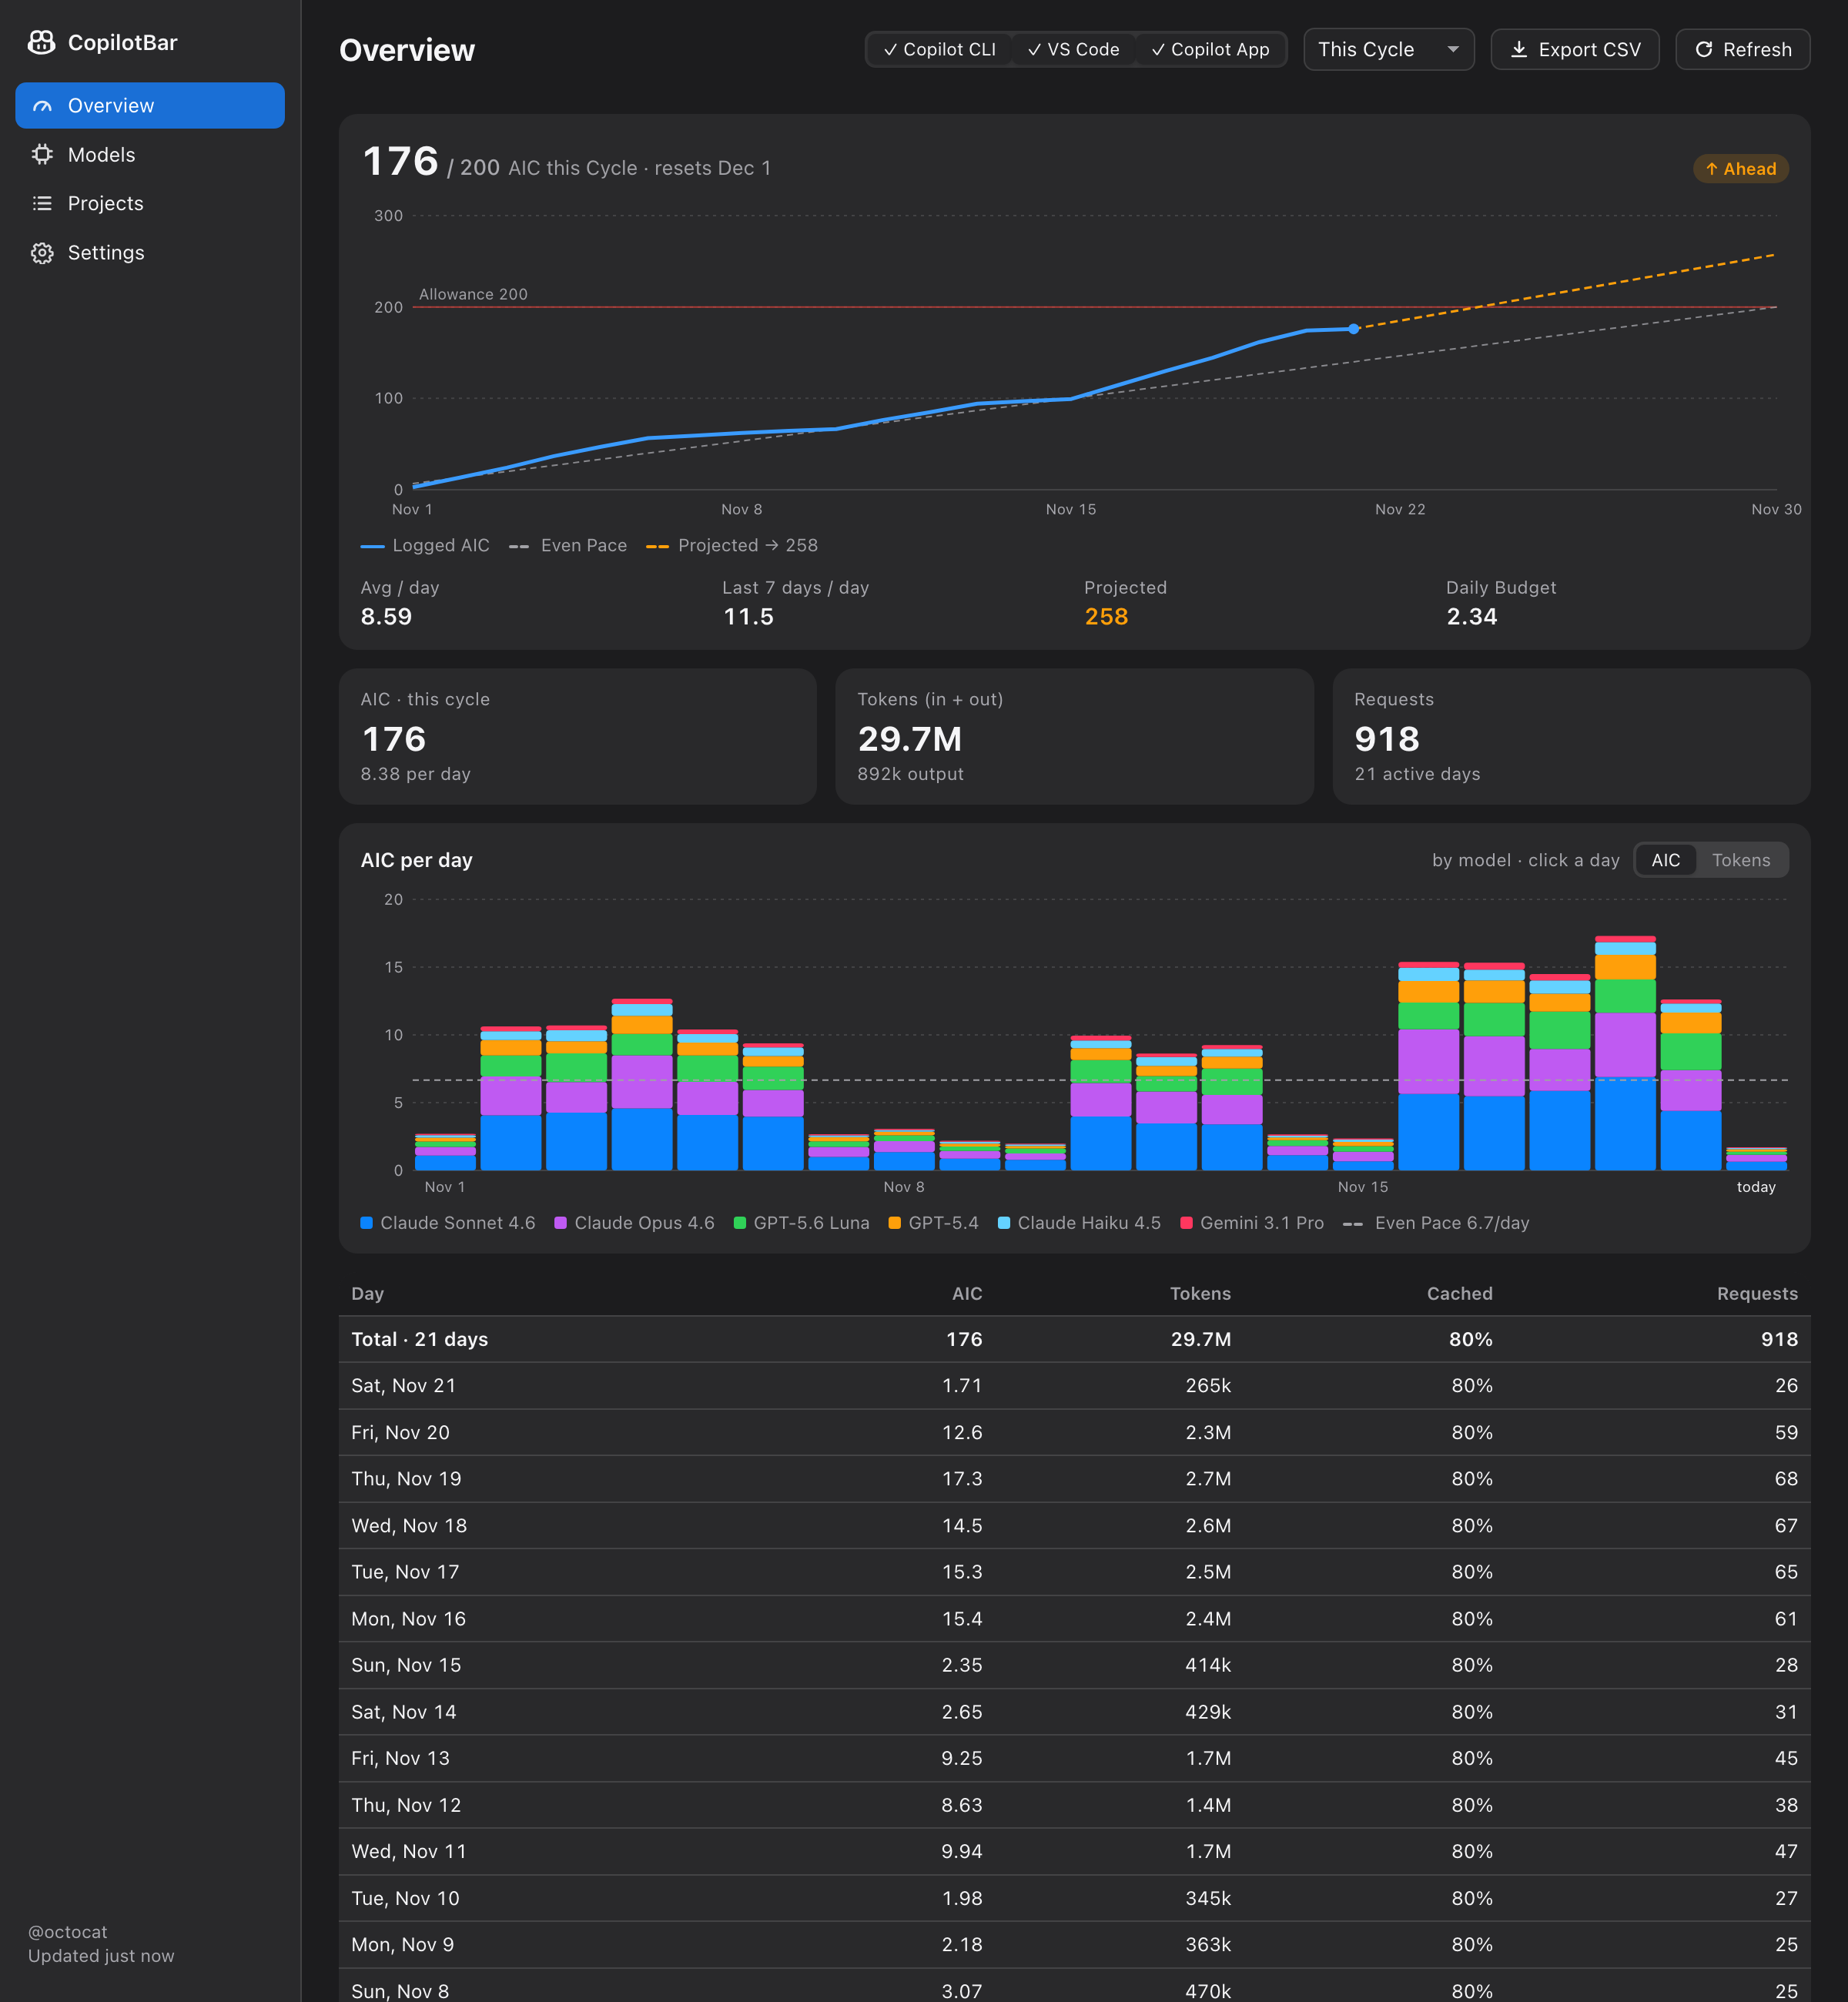 CopilotBar
Overview
Models
Projects
Settings
@octocat
Updated just now
Overview
✓ Copilot CLI ✓ VS Code ✓ Copilot App This Cycle Export CSV Refresh
176 / 200 AIC this Cycle · resets Dec 1
↑ Ahead
300
Allowance 200
200
100
0
Nov 1 Nov 8 Nov 15 Nov 22 Nov 30
Logged AIC Even Pace Projected → 258
Avg / day Last 7 days / day Projected Daily Budget
8.59 11.5 258 2.34
AIC · this cycle
176
8.38 per day
Tokens (in + out)
29.7M
892k output
Requests
918
21 active days
AIC per day
by model · click a day AIC Tokens
20
15
10
5
0
Nov 1 Nov 8 Nov 15 today
Claude Sonnet 4.6 Claude Opus 4.6 GPT-5.6 Luna GPT-5.4 Claude Haiku 4.5 Gemini 3.1 Pro Even Pace 6.7/day
Day AIC Tokens Cached Requests
Total · 21 days 176 29.7M 80% 918
Sat, Nov 21 1.71 265k 80% 26
Fri, Nov 20 12.6 2.3M 80% 59
Thu, Nov 19 17.3 2.7M 80% 68
Wed, Nov 18 14.5 2.6M 80% 67
Tue, Nov 17 15.3 2.5M 80% 65
Mon, Nov 16 15.4 2.4M 80% 61
Sun, Nov 15 2.35 414k 80% 28
Sat, Nov 14 2.65 429k 80% 31
Fri, Nov 13 9.25 1.7M 80% 45
Thu, Nov 12 8.63 1.4M 80% 38
Wed, Nov 11 9.94 1.7M 80% 47
Tue, Nov 10 1.98 345k 80% 27
Mon, Nov 9 2.18 363k 80% 25
Sun, Nov 8 3.07 470k 80% 25